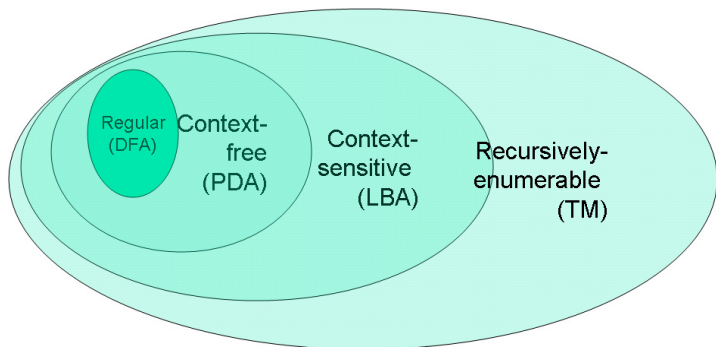 Regular
(DFA)
Context-
free
(PDA)
Context-
sensitive
(LBA)
Recursively-
enumerable
(TM)